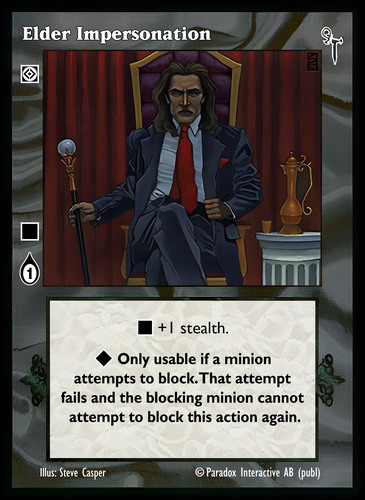 Elder Impersonation
1
+1 stealth.
Only usable if a minion
attempts to block. That attempt
fails and the blocking minion cannot
attempt to block this action again.
Illus: Steve Casper
© Paradox Interactive AB (publ)